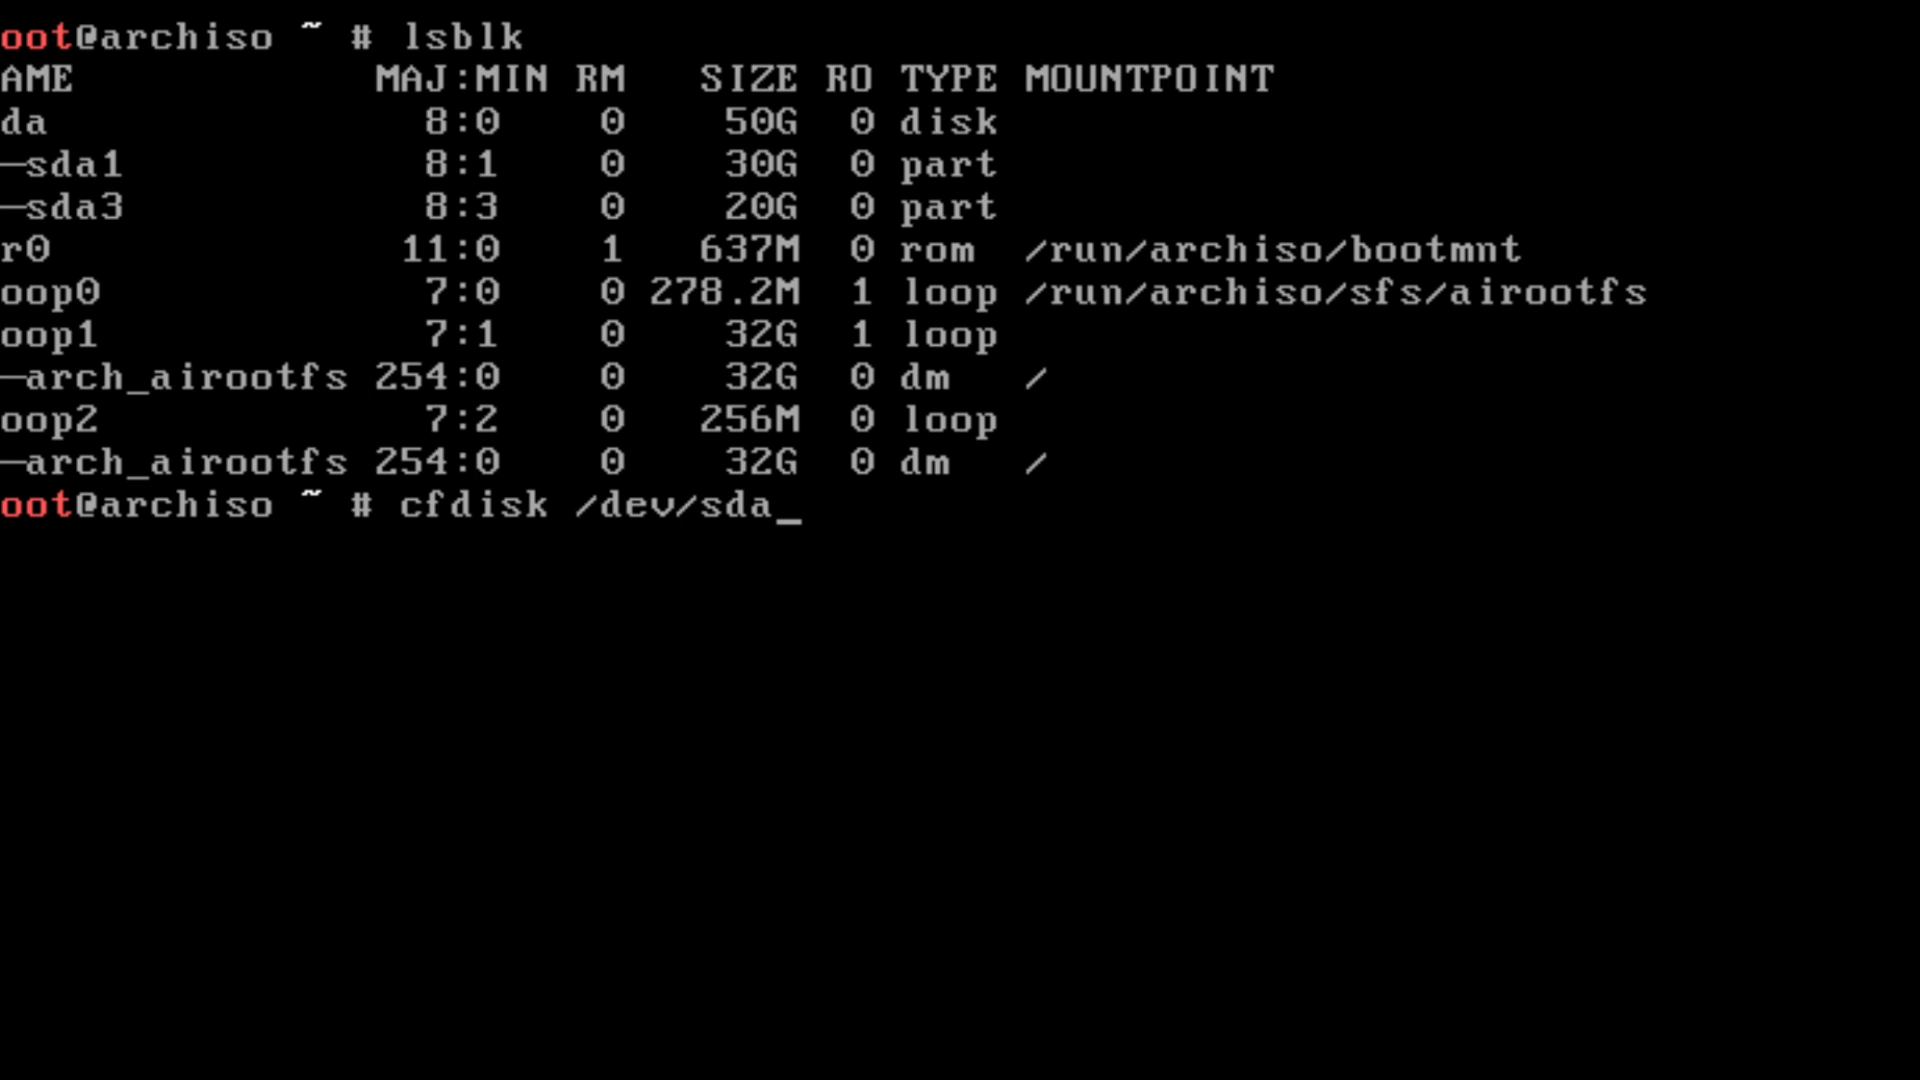 oot@archiso ~ # lsblk
AME MAJ:MIN RM SIZE RO TYPE MOUNTPOINT
da 8:0 0 50G 0 disk
─sda1 8:1 0 30G 0 part
─sda3 8:3 0 20G 0 part
r0 11:0 1 637M 0 rom /run/archiso/bootmnt
oop0 7:0 0 278.2M 1 loop /run/archiso/sfs/airootfs
oop1 7:1 0 32G 1 loop
─arch_airootfs 254:0 0 32G 0 dm /
oop2 7:2 0 256M 0 loop
─arch_airootfs 254:0 0 32G 0 dm /
oot@archiso ~ # cfdisk /dev/sda_